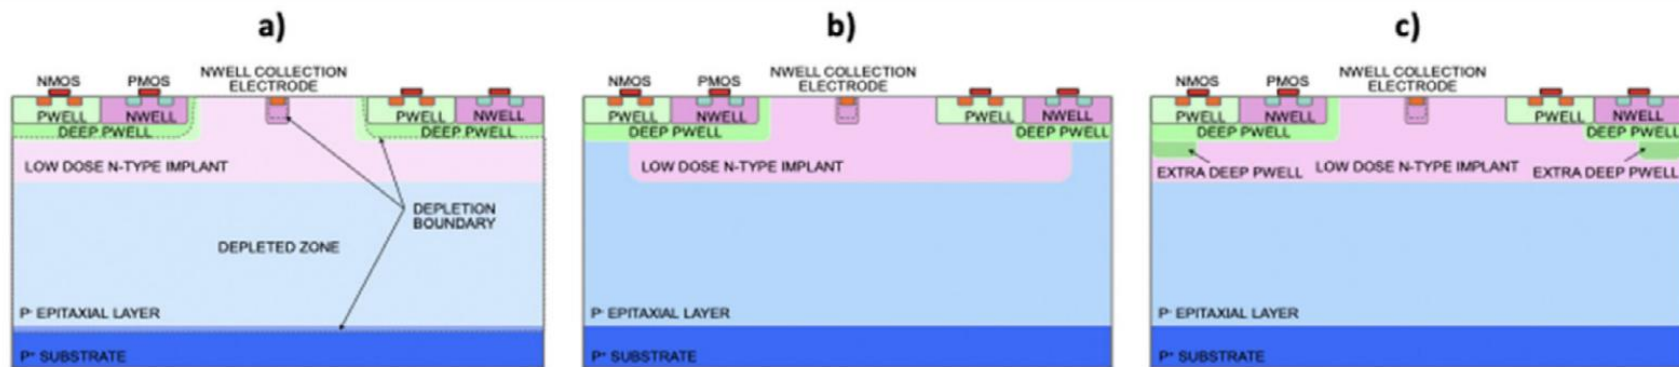 a)
NMOS
PMOS
NWELL COLLECTION
ELECTRODE
PWELL
NWELL
PWELL
NWELL
DEEP PWELL
DEEP PWELL
LOW DOSE N-TYPE IMPLANT
DEPLETION
BOUNDARY
DEPLETED ZONE
P- EPITAXIAL LAYER
P+ SUBSTRATE
b)
NMOS
PMOS
NWELL COLLECTION
ELECTRODE
PWELL
NWELL
PWELL
NWELL
DEEP PWELL
DEEP PWELL
LOW DOSE N-TYPE IMPLANT
P- EPITAXIAL LAYER
P+ SUBSTRATE
c)
NMOS
PMOS
NWELL COLLECTION
ELECTRODE
PWELL
NWELL
PWELL
NWELL
DEEP PWELL
DEEP PWELL
EXTRA DEEP PWELL
LOW DOSE N-TYPE IMPLANT
EXTRA DEEP PWELL
P- EPITAXIAL LAYER
P+ SUBSTRATE